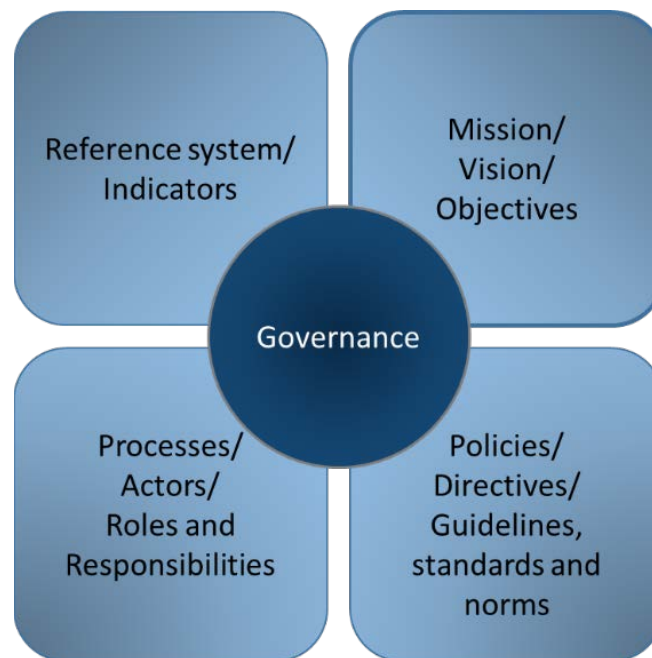 Reference system/
Indicators
Mission/
Vision/
Objectives
Governance
Processes/
Actors/
Roles and
Responsibilities
Policies/
Directives/
Guidelines,
standards and
norms